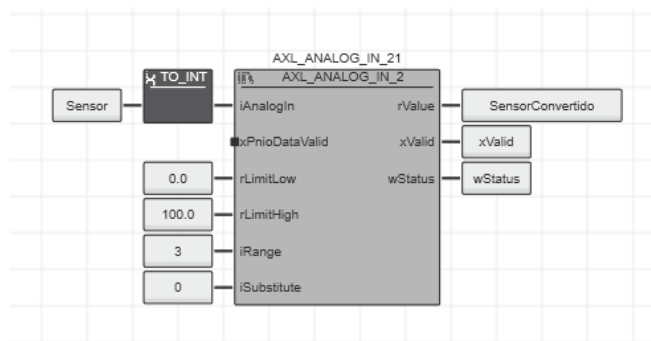 AXL_ANALOG_IN_21
TO_INT
AXL_ANALOG_IN_2
Sensor
iAnalogIn
rValue
SensorConvertido
xPnioDataValid
xValid
xValid
0.0
rLimitLow
wStatus
wStatus
100.0
rLimitHigh
3
iRange
0
iSubstitute